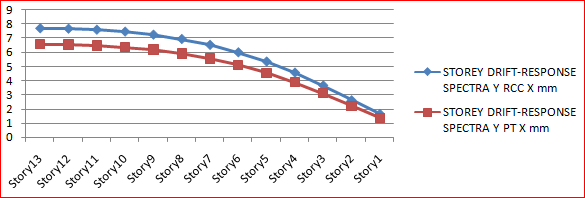 9
8
7
6
5
4
3
2
1
0
Story13
Story12
Story11
Story10
Story9
Story8
Story7
Story6
Story5
Story4
Story3
Story2
Story1
STOREY DRIFT-RESPONSE
SPECTRA Y RCC X mm
STOREY DRIFT-RESPONSE
SPECTRA Y PT X mm